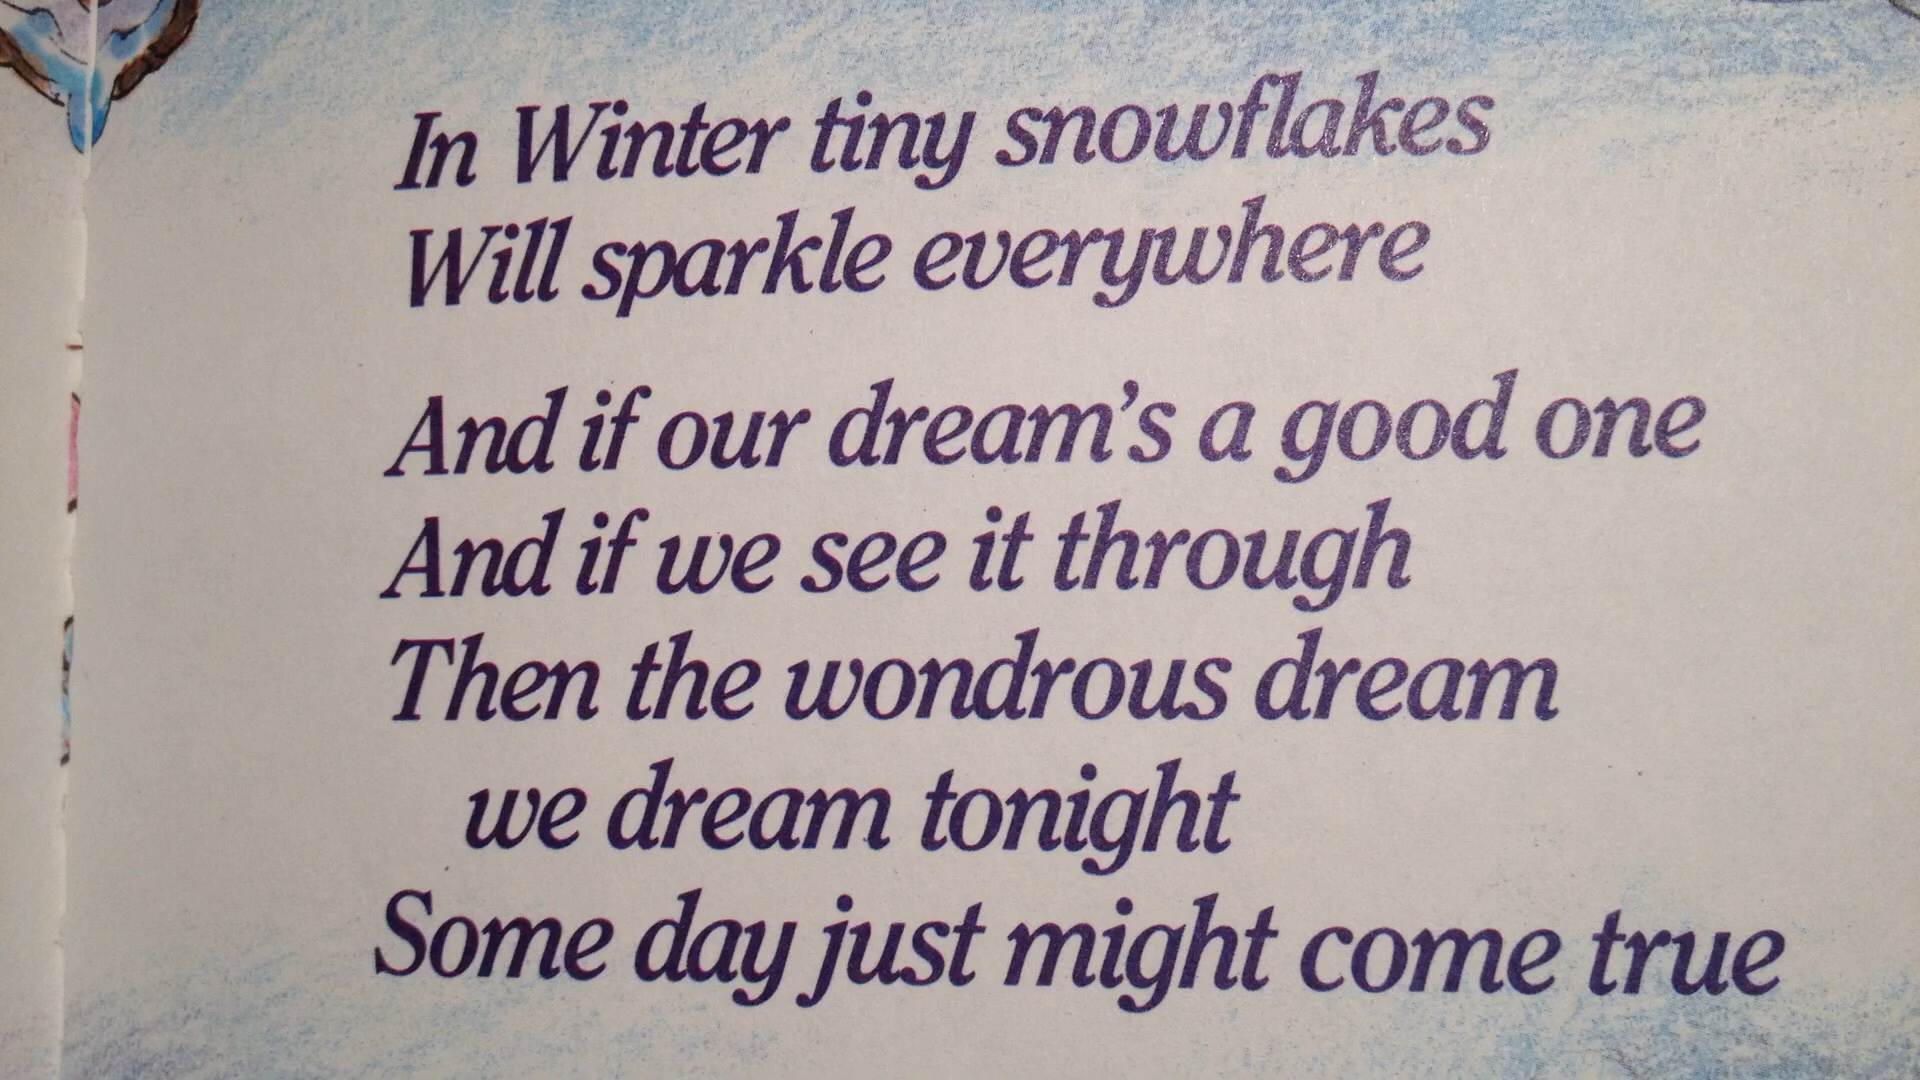 In Winter tiny snowflakes
Will sparkle everywhere
And if our dream's a good one
And if we see it through
Then the wondrous dream
we dream tonight
Some day just might come true